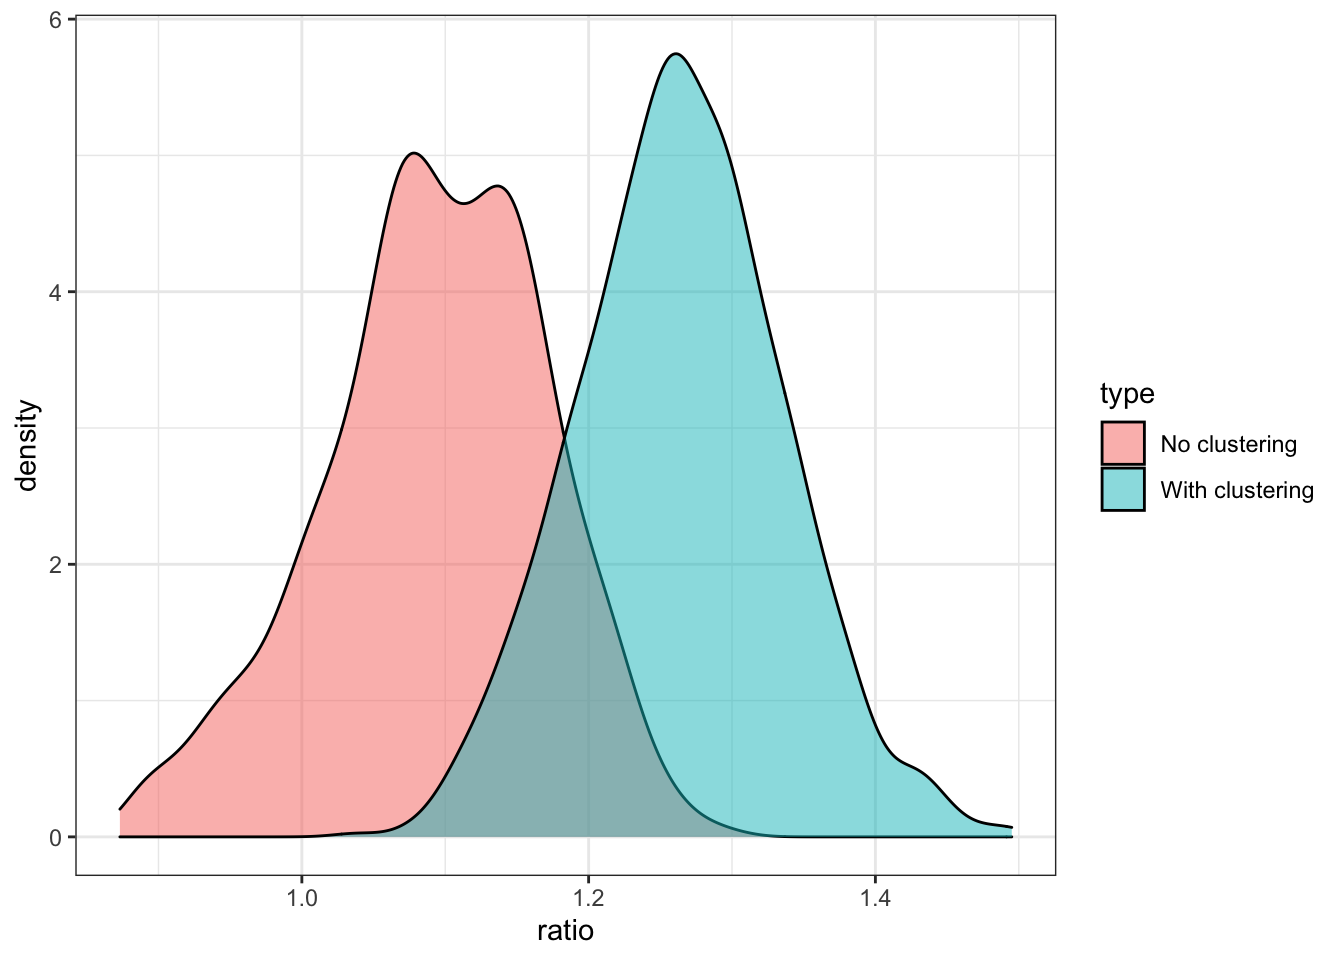 6
4
2
0
density
1.0
1.2
1.4
ratio
type
No clustering
With clustering